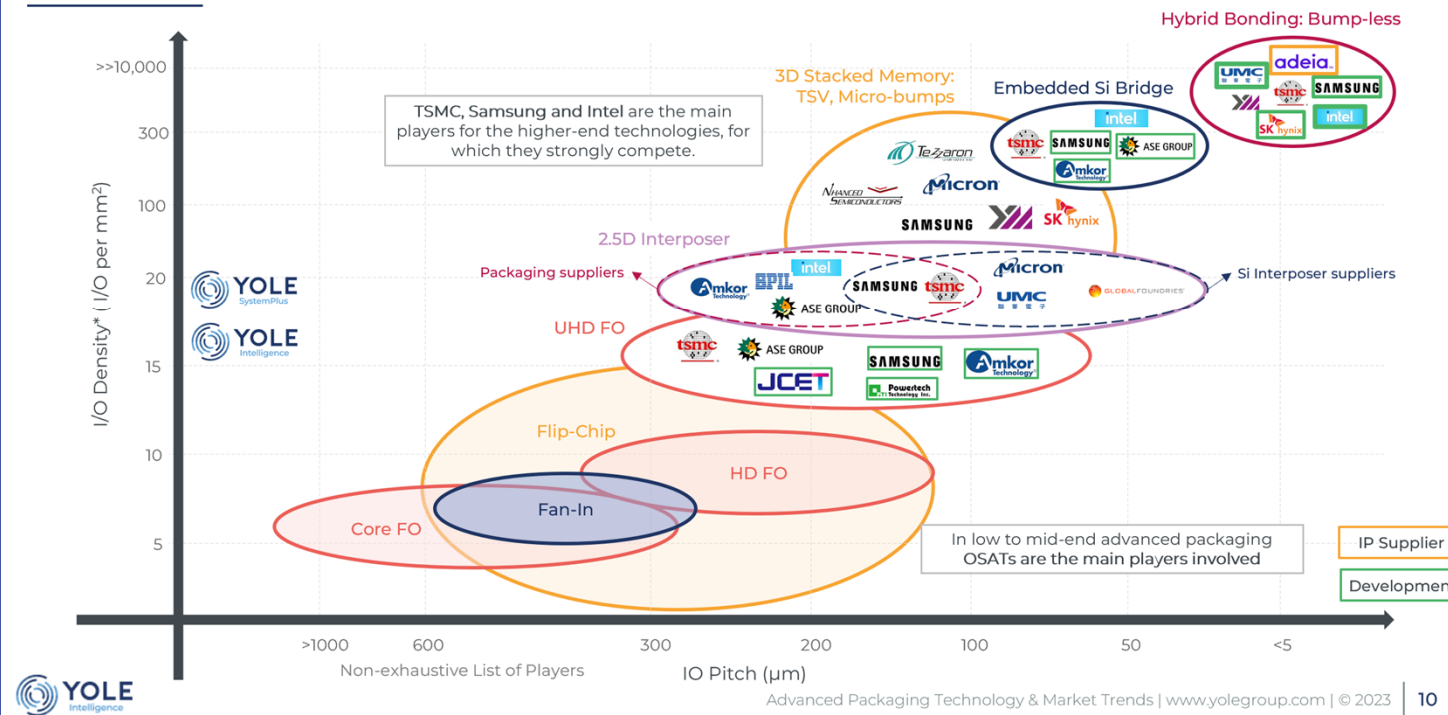 Hybrid Bonding: Bump-less
>>10,000
300
100
20
15
10
5
I/O Density* ( I/O per mm²)
TSMC, Samsung and Intel are the main
players for the higher-end technologies, for
which they strongly compete.
3D Stacked Memory:
TSV, Micro-bumps
Embedded Si Bridge
UMC
adeia
tsmc
SAMSUNG
SK hynix
intel
intel
tsmc
SAMSUNG
ASE GROUP
Amkor
Technology
Tezzaron
NHANCED
SEMICONDUCTORS
Micron
SAMSUNG
SK hynix
2.5D Interposer
Packaging suppliers
Si Interposer suppliers
Amkor
Technology
intel
ASE GROUP
SAMSUNG
tsmc
Micron
UMC
GLOBALFOUNDRIES
YOLE
SystemPlus
YOLE
Intelligence
UHD FO
tsmc
ASE GROUP
JCET
SAMSUNG
Powertech
Technology Inc.
Amkor
Technology
Flip-Chip
HD FO
Fan-In
Core FO
In low to mid-end advanced packaging
OSATs are the main players involved
IP Supplier
Developmen
>1000
600
300
200
100
50
<5
Non-exhaustive List of Players
IO Pitch (µm)
YOLE
Intelligence
Advanced Packaging Technology & Market Trends | www.yolegroup.com | © 2023 | 10